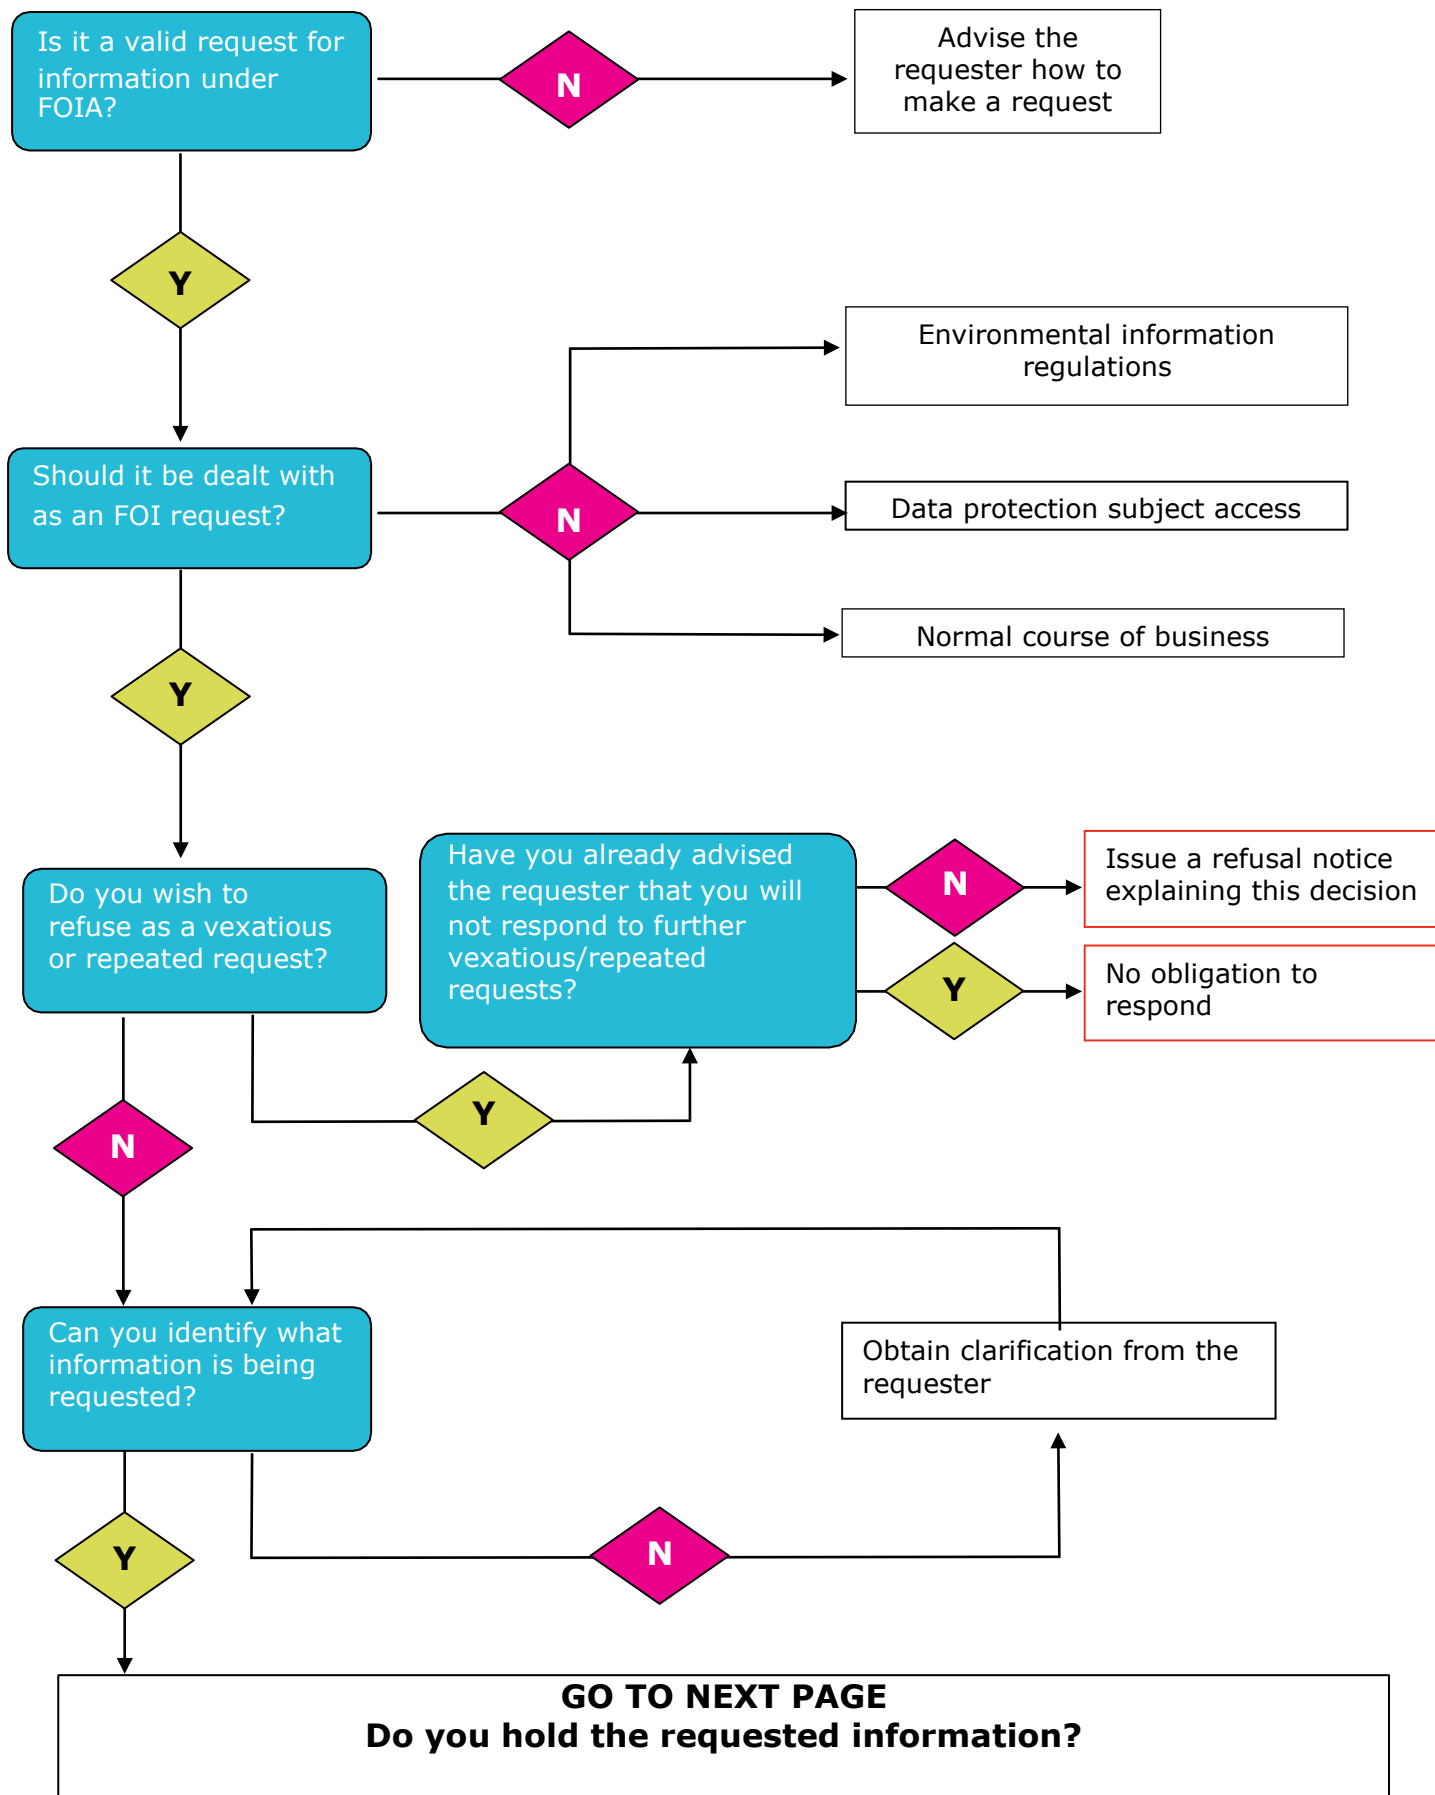 Is it a valid request for
information under
FOIA?
N
Advise the
requester how to
make a request
Y
Environmental information
regulations
Should it be dealt with
as an FOI request?
N
Data protection subject access
Normal course of business
Y
Do you wish to
refuse as a vexatious
or repeated request?
Have you already advised
the requester that you will
not respond to further
vexatious/repeated
requests?
N
Issue a refusal notice
explaining this decision
Y
No obligation to
respond
Y
N
Can you identify what
information is being
requested?
Obtain clarification from the
requester
Y
N
GO TO NEXT PAGE
Do you hold the requested information?